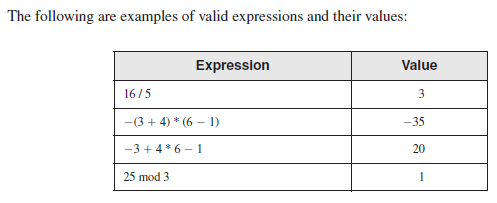 The following are examples of valid expressions and their values:
Expression Value
16 / 5 3
−(3 + 4) * (6 − 1) −35
−3 + 4 * 6 − 1 20
25 mod 3 1